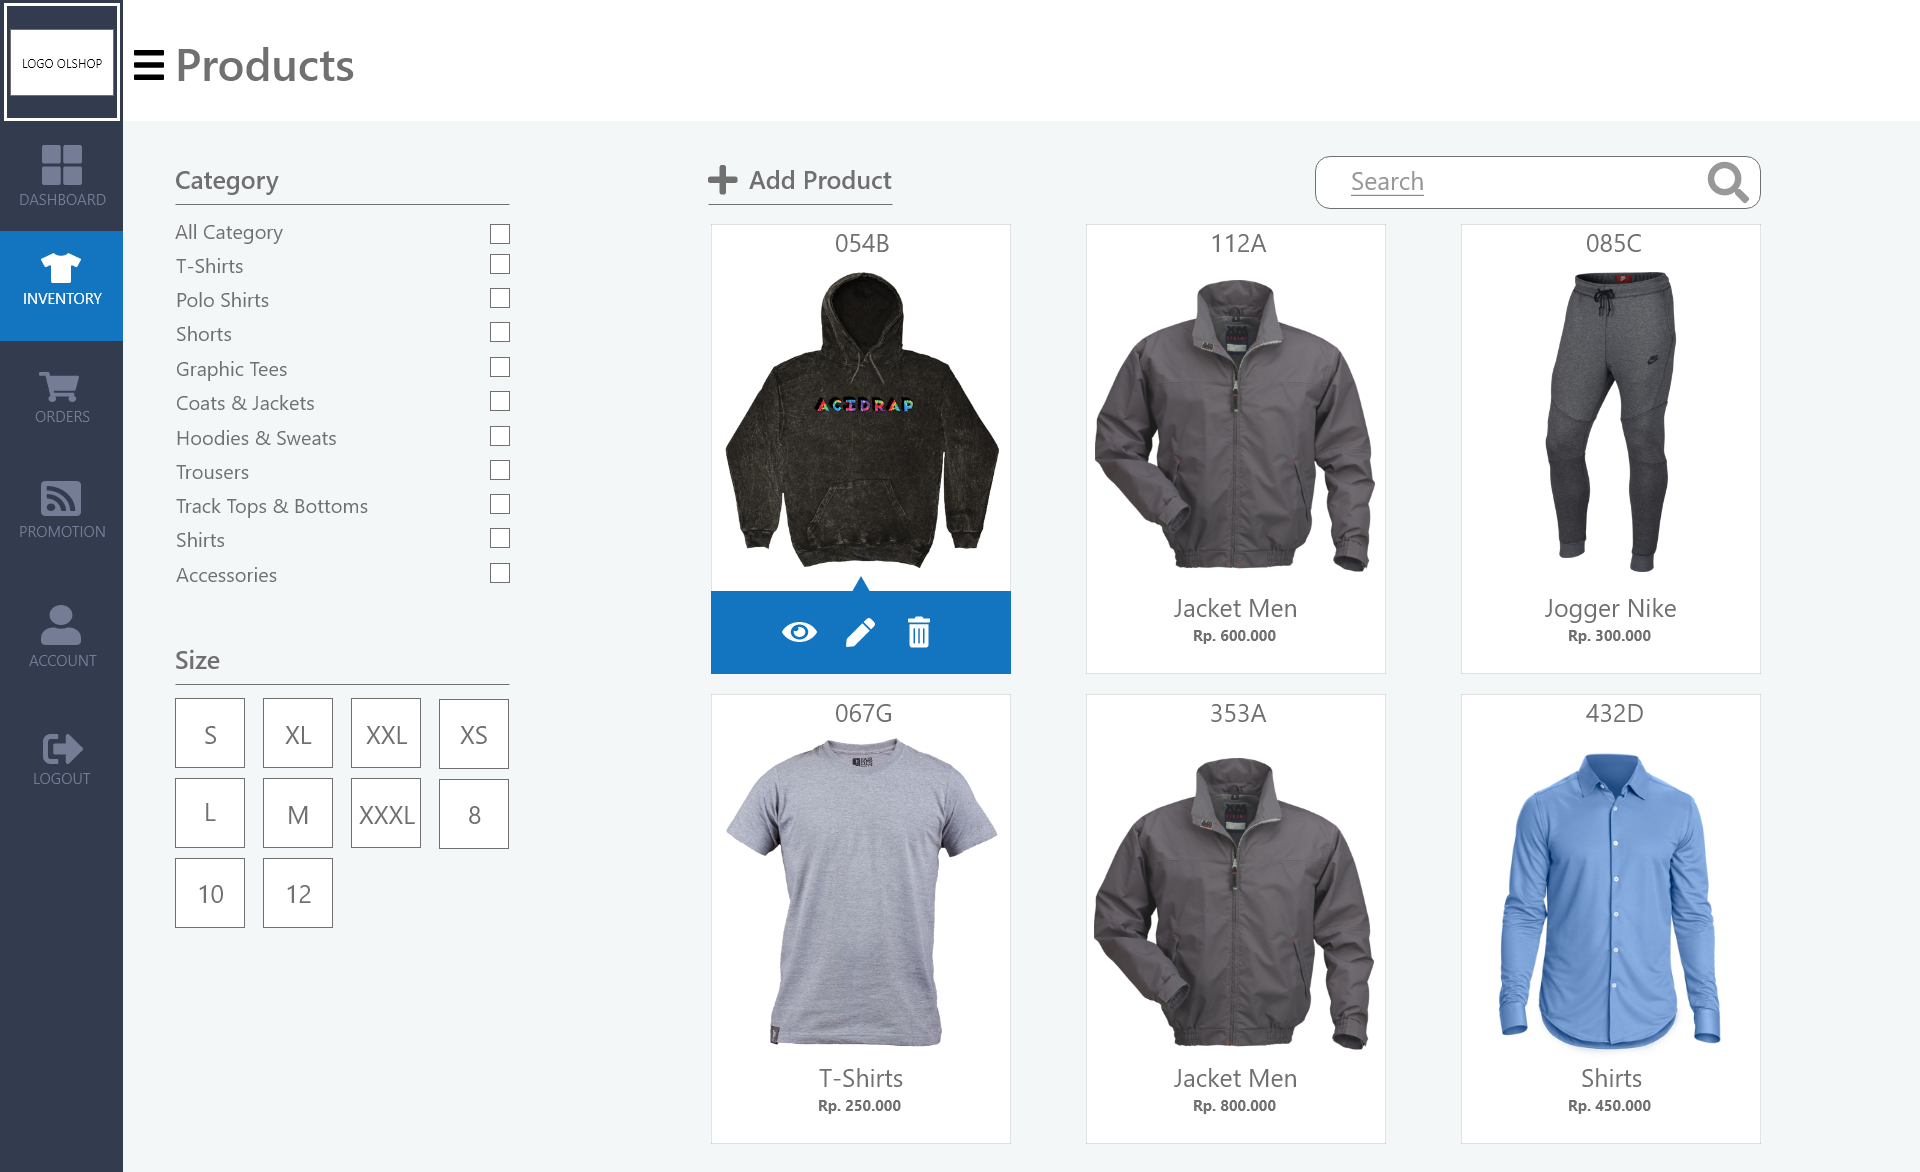 LOGO OLSHOP
Products
DASHBOARD
INVENTORY
ORDERS
PROMOTION
ACCOUNT
LOGOUT
Category
All Category
T-Shirts
Polo Shirts
Shorts
Graphic Tees
Coats & Jackets
Hoodies & Sweats
Trousers
Track Tops & Bottoms
Shirts
Accessories
Size
S
XL
XXL
XS
L
M
XXXL
8
10
12
Add Product
Search
054B
ACIDRAP
112A
Jacket Men
Rp. 600.000
085C
Jogger Nike
Rp. 300.000
067G
T-Shirts
Rp. 250.000
353A
Jacket Men
Rp. 800.000
432D
Shirts
Rp. 450.000